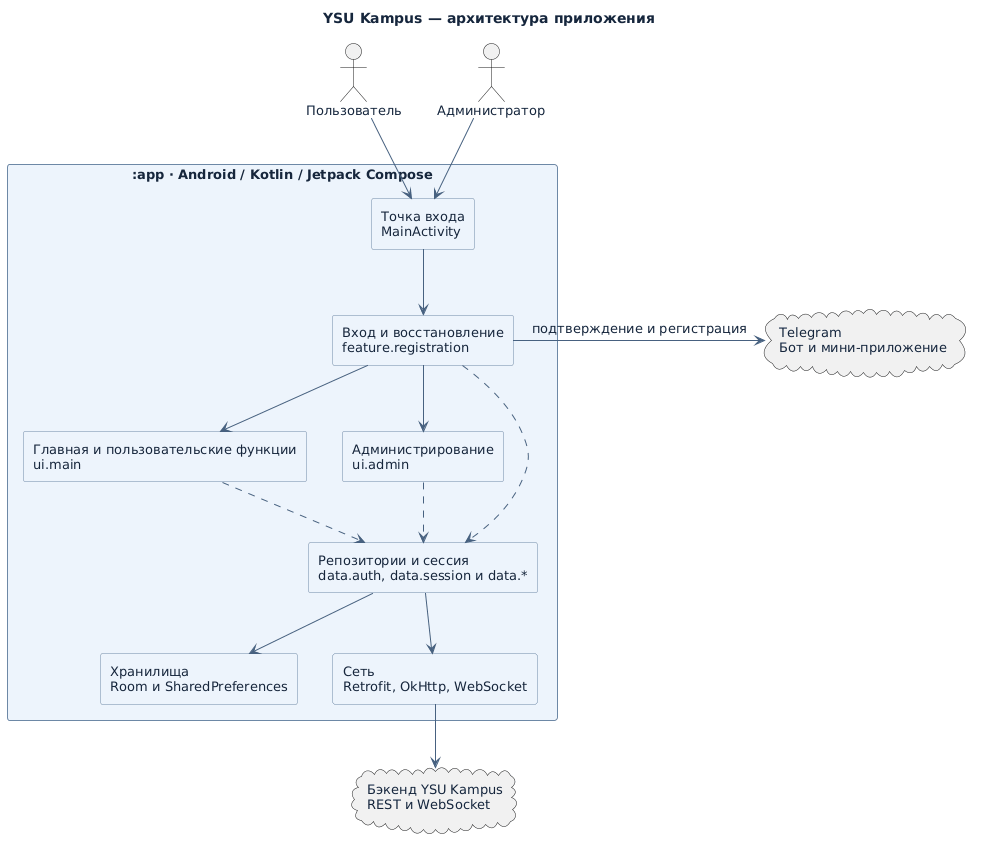 YSU Kampus — архитектура приложения
Пользователь
Администратор
:app · Android / Kotlin / Jetpack Compose
Точка входа
MainActivity
Вход и восстановление
feature.registration
подтверждение и регистрация
Telegram
Бот и мини-приложение
Главная и пользовательские функции
ui.main
Администрирование
ui.admin
Репозитории и сессия
data.auth, data.session и data.*
Хранилища
Room и SharedPreferences
Сеть
Retrofit, OkHttp, WebSocket
Бэкенд YSU Kampus
REST и WebSocket